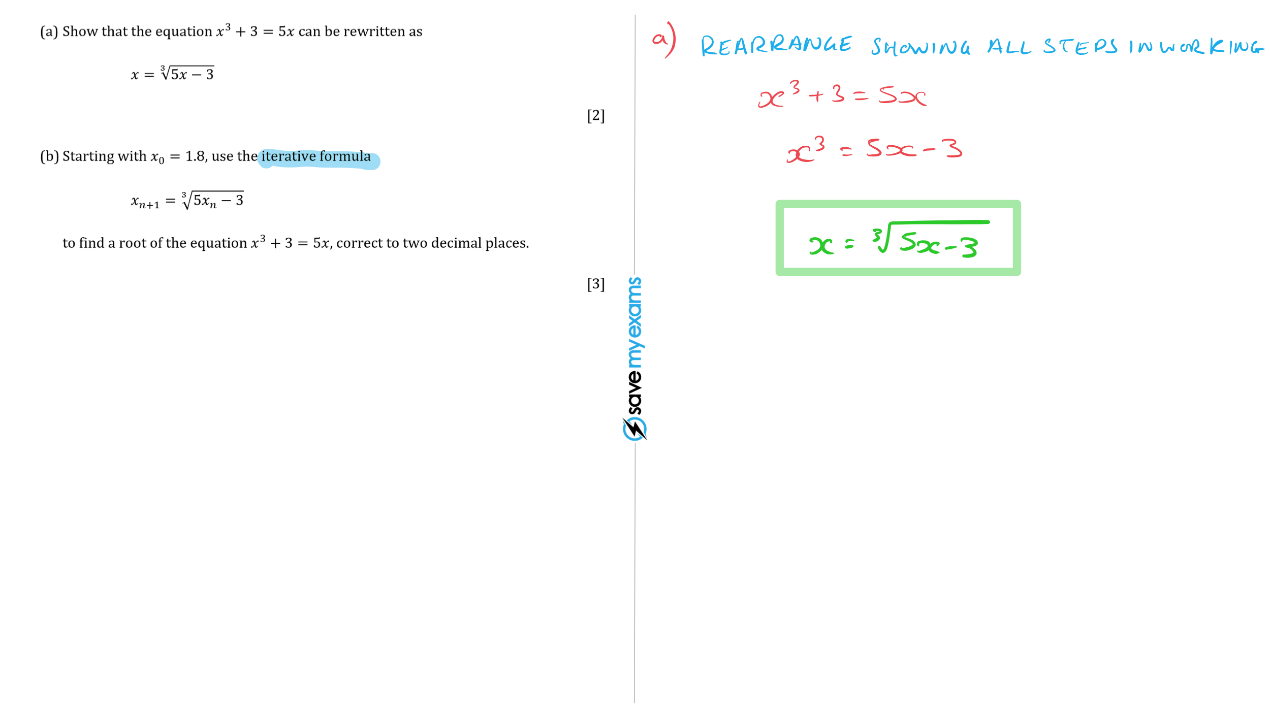 (a) Show that the equation x³ + 3 = 5x can be rewritten as
x = ∛(5x − 3)
[2]
(b) Starting with x₀ = 1.8, use the iterative formula
xₙ₊₁ = ∛(5xₙ − 3)
to find a root of the equation x³ + 3 = 5x, correct to two decimal places.
[3]
save my exams
a) REARRANGE SHOWING ALL STEPS IN WORKING
x³ + 3 = 5x
x³ = 5x − 3
x = ∛(5x − 3)